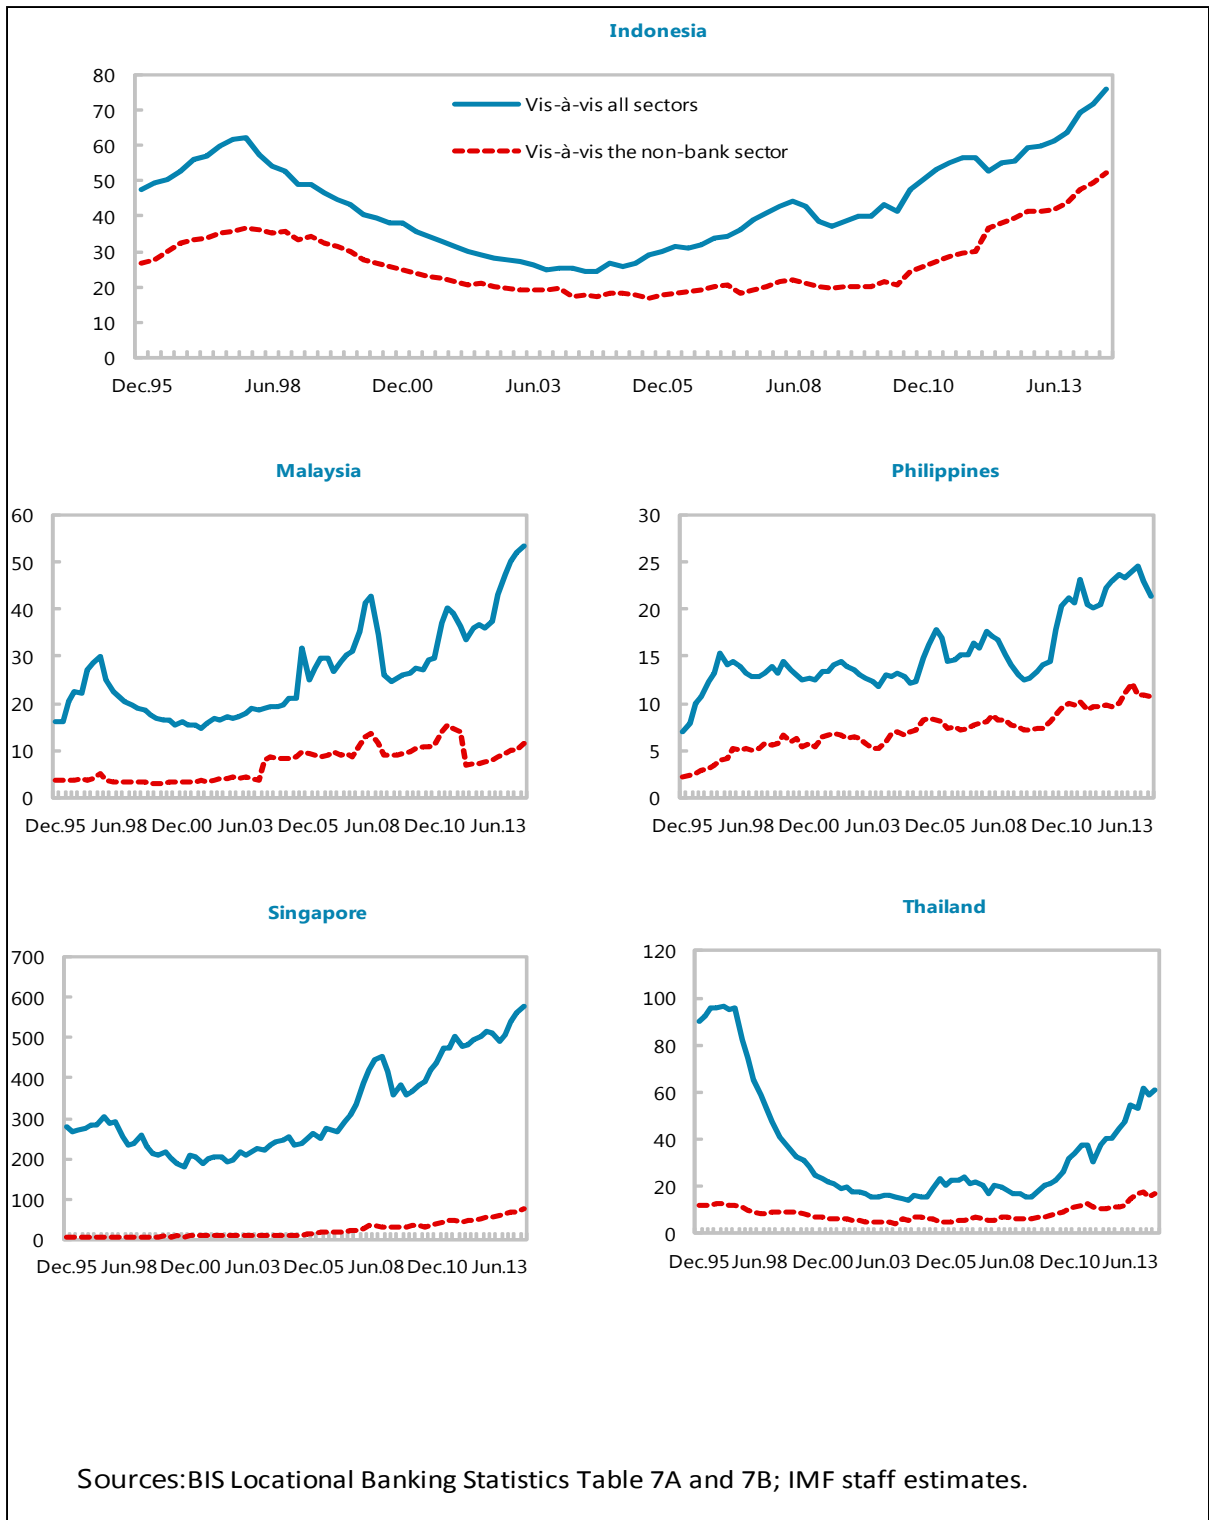 Indonesia
80
70
60
50
40
30
20
10
0
Vis-à-vis all sectors
Vis-à-vis the non-bank sector
Dec.95 Jun.98 Dec.00 Jun.03 Dec.05 Jun.08 Dec.10 Jun.13
Malaysia
60
50
40
30
20
10
0
Dec.95 Jun.98 Dec.00 Jun.03 Dec.05 Jun.08 Dec.10 Jun.13
Philippines
30
25
20
15
10
5
0
Dec.95 Jun.98 Dec.00 Jun.03 Dec.05 Jun.08 Dec.10 Jun.13
Singapore
700
600
500
400
300
200
100
0
Dec.95 Jun.98 Dec.00 Jun.03 Dec.05 Jun.08 Dec.10 Jun.13
Thailand
120
100
80
60
40
20
0
Dec.95 Jun.98 Dec.00 Jun.03 Dec.05 Jun.08 Dec.10 Jun.13
Sources:BIS Locational Banking Statistics Table 7A and 7B; IMF staff estimates.